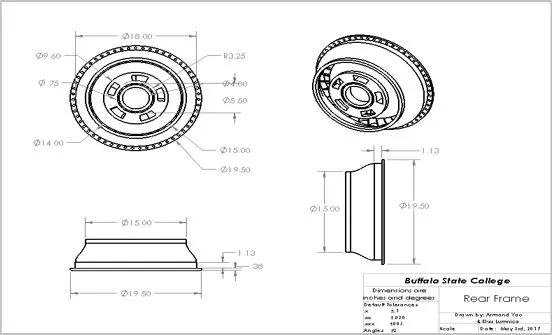 Ø18.00
Ø9.60
R3.25
Ø.75
Ø4.00
Ø5.50
Ø14.00
Ø15.00
Ø19.50
1.13
Ø15.00
Ø19.50
Ø15.00
1.13
.38
Ø19.50
Buffalo State College
Dimensions are
inches and degrees
Default Tolerances
x ±.1
xx ±.020
xxx ±.005
Angles
Rear Frame
Drawn by: Armand Yao
Scale Date: May 3rd, 2017